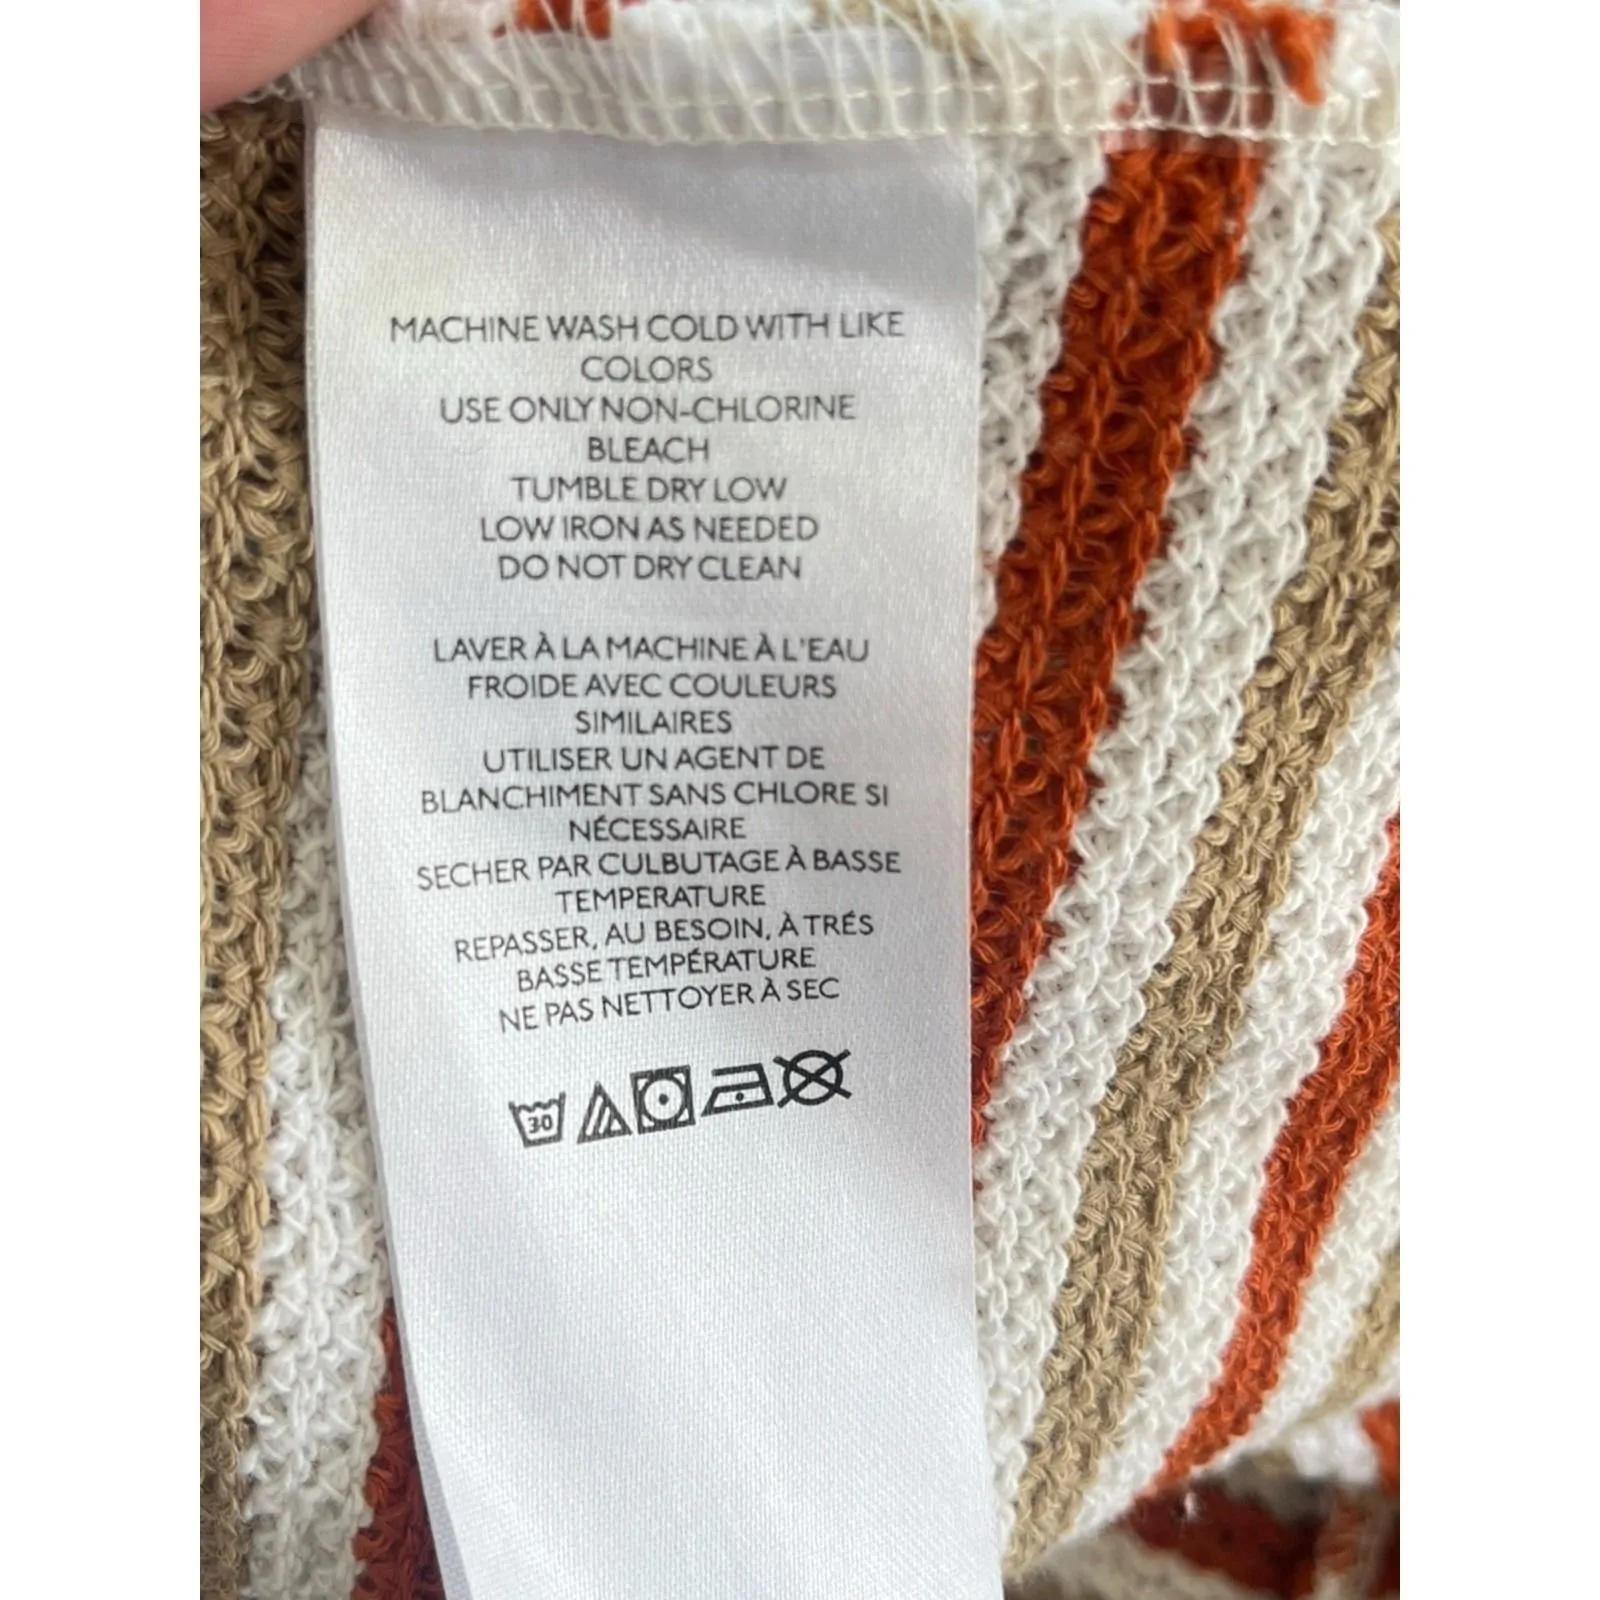 MACHINE WASH COLD WITH LIKE
COLORS
USE ONLY NON-CHLORINE
BLEACH
TUMBLE DRY LOW
LOW IRON AS NEEDED
DO NOT DRY CLEAN
LAVER À LA MACHINE À L'EAU
FROIDE AVEC COULEURS
SIMILAIRES
UTILISER UN AGENT DE
BLANCHIMENT SANS CHLORE SI
NÉCESSAIRE
SECHER PAR CULBUTAGE À BASSE
TEMPERATURE
REPASSER, AU BESOIN, À TRÉS
BASSE TEMPÉRATURE
NE PAS NETTOYER À SEC
30